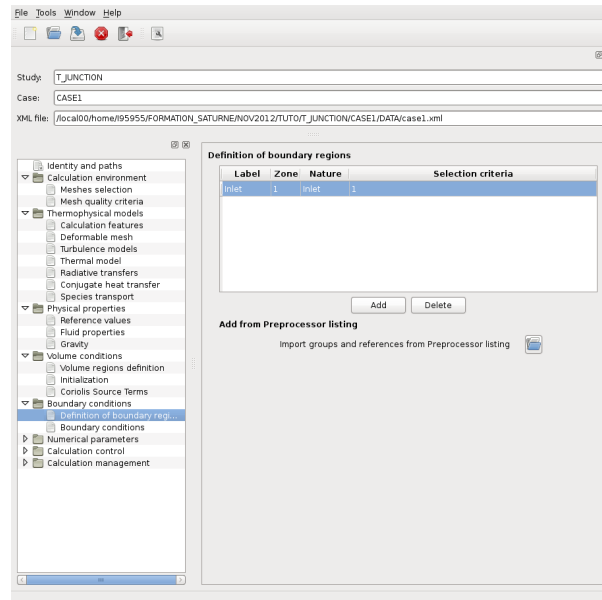 File Tools Window Help
Study: T_JUNCTION
Case: CASE1
XML file: /local00/home/I95955/FORMATION_SATURNE/NOV2012/TUTO/T_JUNCTION/CASE1/DATA/case1.xml
Identity and paths
Calculation environment
Meshes selection
Mesh quality criteria
Thermophysical models
Calculation features
Deformable mesh
Turbulence models
Thermal model
Radiative transfers
Conjugate heat transfer
Species transport
Physical properties
Reference values
Fluid properties
Gravity
Volume conditions
Volume regions definition
Initialization
Coriolis Source Terms
Boundary conditions
Definition of boundary regi...
Boundary conditions
Numerical parameters
Calculation control
Calculation management
Definition of boundary regions
Label Zone Nature Selection criteria
Inlet 1 Inlet 1
Add Delete
Add from Preprocessor listing
Import groups and references from Preprocessor listing